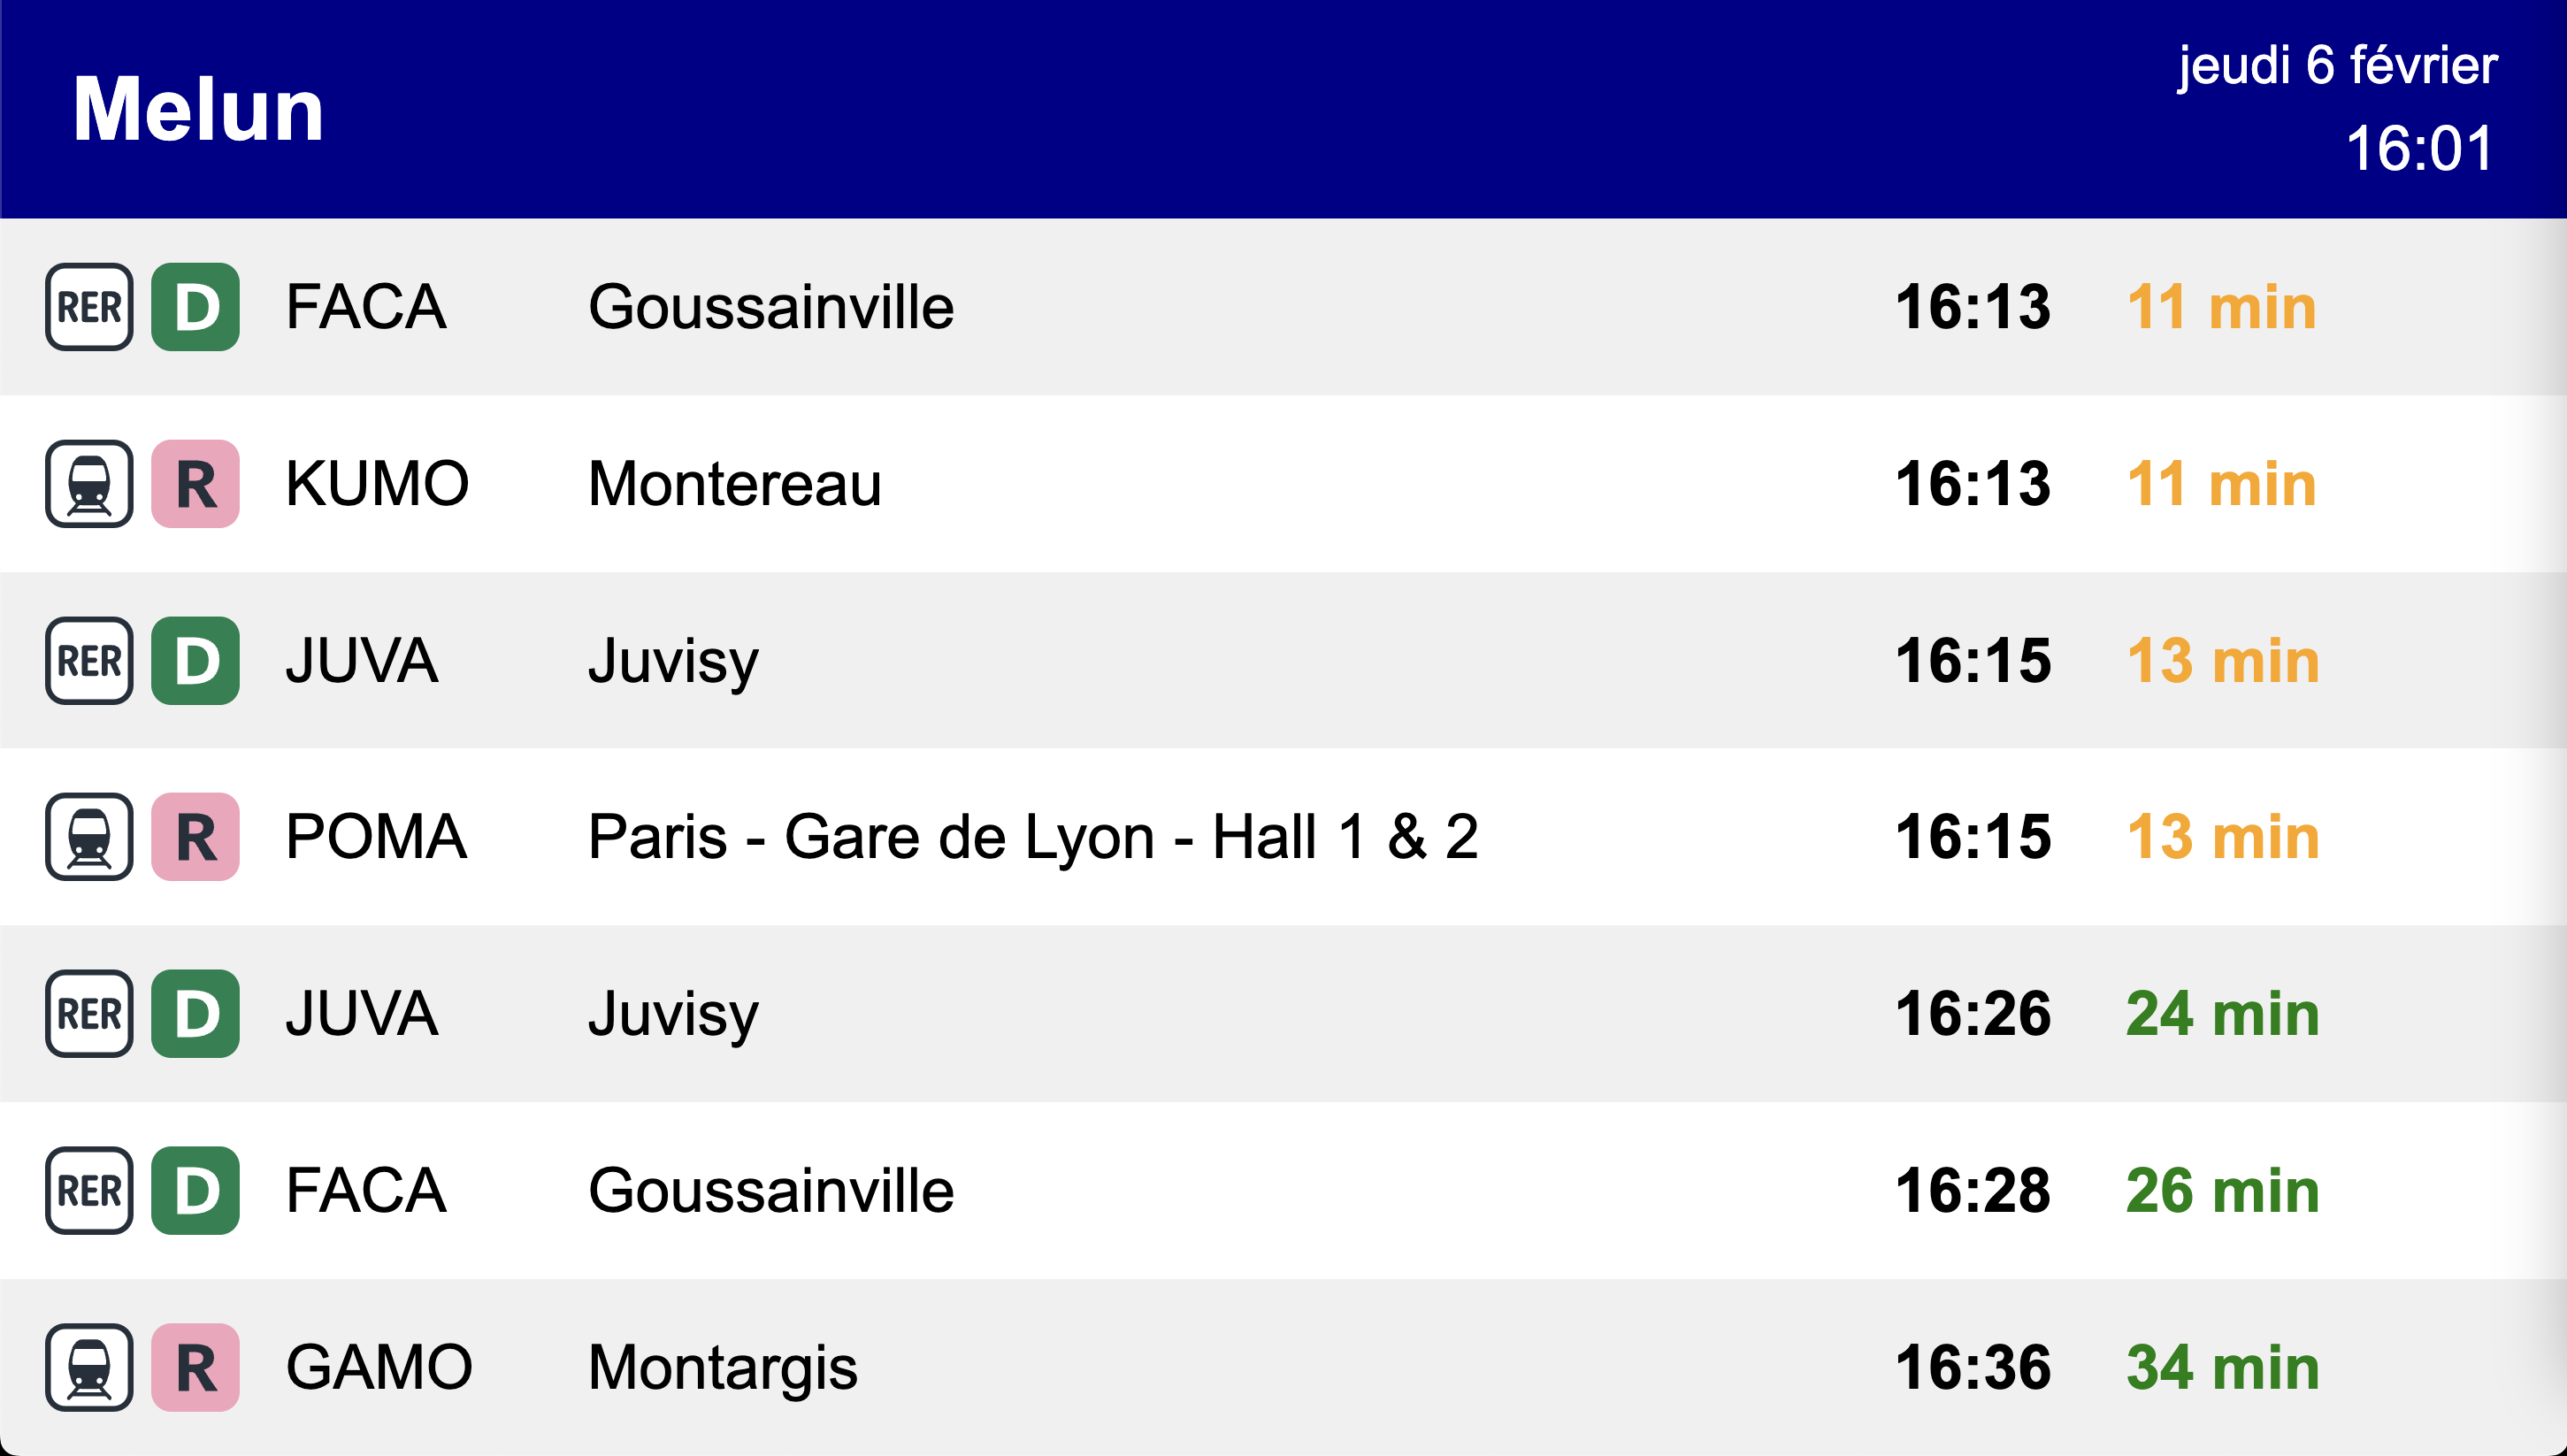 Melun
jeudi 6 février
16:01
RER D FACA Goussainville 16:13 11 min
R KUMO Montereau 16:13 11 min
RER D JUVA Juvisy 16:15 13 min
R POMA Paris - Gare de Lyon - Hall 1 & 2 16:15 13 min
RER D JUVA Juvisy 16:26 24 min
RER D FACA Goussainville 16:28 26 min
R GAMO Montargis 16:36 34 min